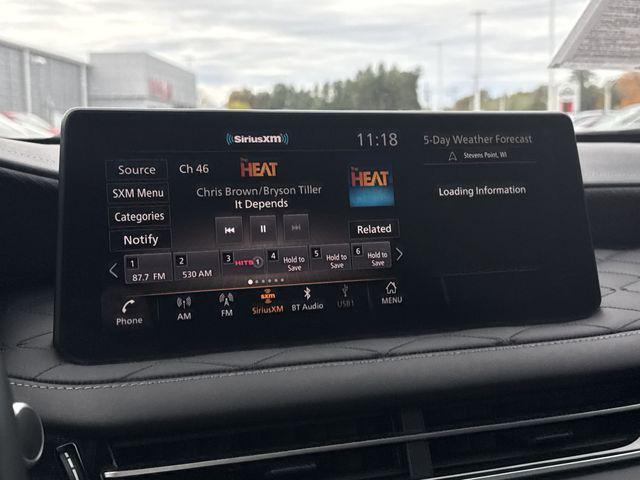 SiriusXM
11:18
5-Day Weather Forecast
Stevens Point, WI
Loading Information
Source
Ch 46
The HEAT
The HEAT
SXM Menu
Chris Brown/Bryson Tiller
It Depends
Categories
Notify
Related
1
87.7 FM
2
530 AM
3
HITS 1
4
Hold to
Save
5
Hold to
Save
6
Hold to
Save
Phone
AM
FM
sxm
SiriusXM
BT Audio
USB1
MENU